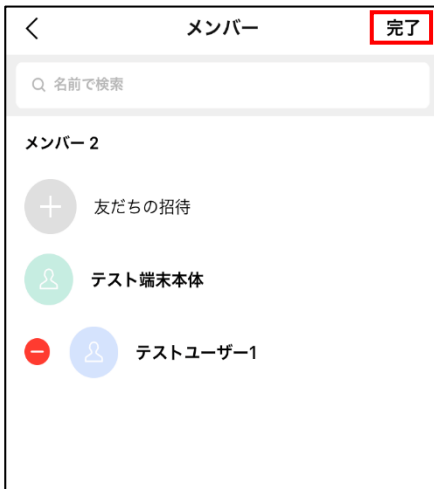 メンバー
完了
名前で検索
メンバー 2
友だちの招待
テスト端末本体
テストユーザー1